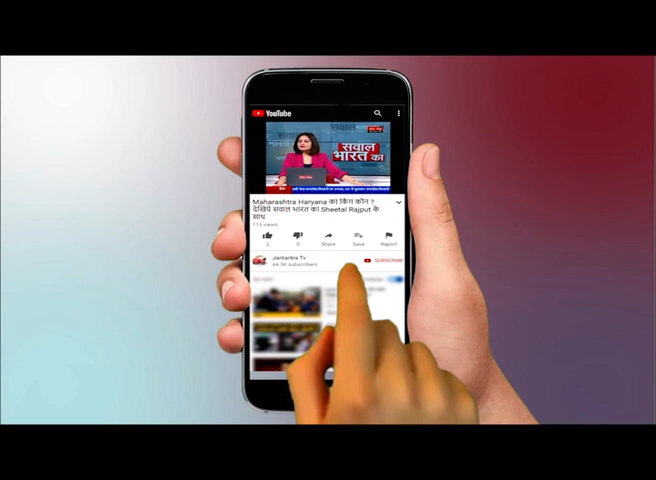 YouTube
सवाल
भारत का
Maharashtra Haryana का किंग कौन ?
देखिये सवाल भारत का Sheetal Rajput के
साथ
113 views
2
0
Share
Save
Report
Jantantra Tv
44.3K subscribers
SUBSCRIBE